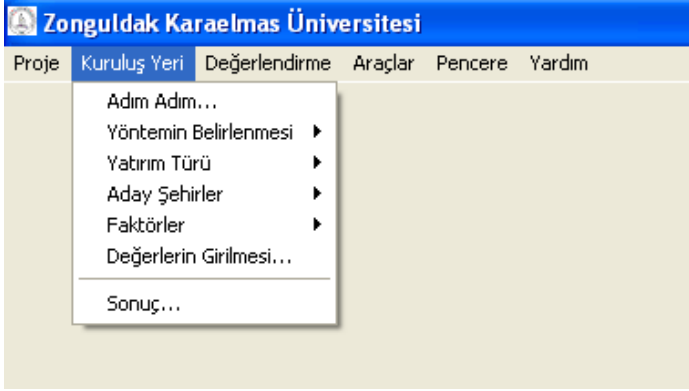 Zonguldak Karaelmas Üniversitesi
Proje Kuruluş Yeri Değerlendirme Araçlar Pencere Yardım
Adım Adım...
Yöntemin Belirlenmesi
Yatırım Türü
Aday Şehirler
Faktörler
Değerlerin Girilmesi...
Sonuç...